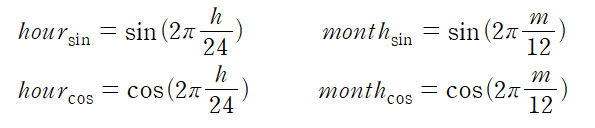 hour_sin = sin(2π h/24) month_sin = sin(2π m/12)
hour_cos = cos(2π h/24) month_cos = cos(2π m/12)